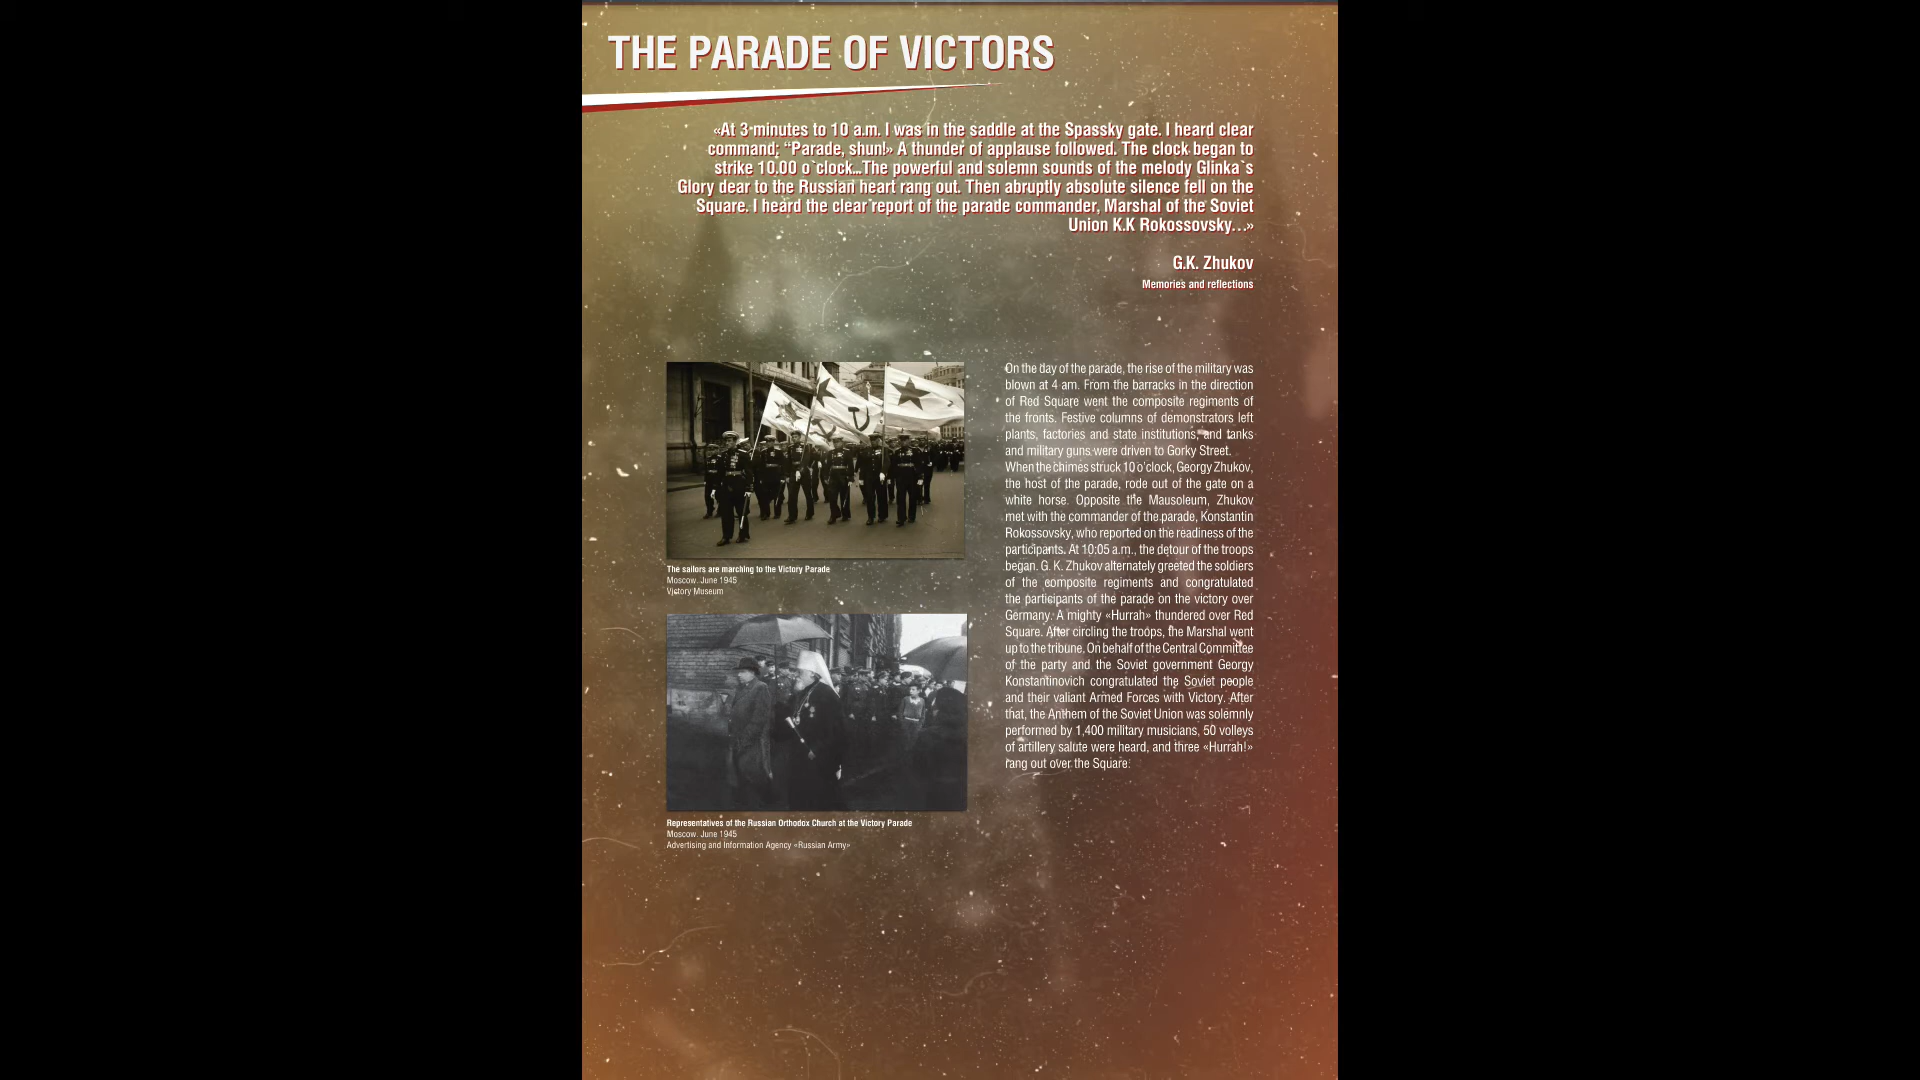 THE PARADE OF VICTORS
«At 3 minutes to 10 a.m. I was in the saddle at the Spassky gate. I heard clear
command; “Parade, shun!» A thunder of applause followed. The clock began to
strike 10.00 o`clock...The powerful and solemn sounds of the melody Glinka`s
Glory dear to the Russian heart rang out. Then abruptly absolute silence fell on the
Square. I heard the clear report of the parade commander, Marshal of the Soviet
Union K.K Rokossovsky…»
G.K. Zhukov
Memories and reflections
The sailors are marching to the Victory Parade
Moscow. June 1945
Victory Museum
Representatives of the Russian Orthodox Church at the Victory Parade
Moscow. June 1945
Advertising and Information Agency «Russian Army»
On the day of the parade, the rise of the military was
blown at 4 am. From the barracks in the direction
of Red Square went the composite regiments of
the fronts. Festive columns of demonstrators left
plants, factories and state institutions, and tanks
and military guns were driven to Gorky Street.
When the chimes struck 10 o'clock, Georgy Zhukov,
the host of the parade, rode out of the gate on a
white horse. Opposite the Mausoleum, Zhukov
met with the commander of the parade, Konstantin
Rokossovsky, who reported on the readiness of the
participants. At 10:05 a.m., the detour of the troops
began. G. K. Zhukov alternately greeted the soldiers
of the composite regiments and congratulated
the participants of the parade on the victory over
Germany. A mighty «Hurrah» thundered over Red
Square. After circling the troops, the Marshal went
up to the tribune. On behalf of the Central Committee
of the party and the Soviet government Georgy
Konstantinovich congratulated the Soviet people
and their valiant Armed Forces with Victory. After
that, the Anthem of the Soviet Union was solemnly
performed by 1,400 military musicians, 50 volleys
of artillery salute were heard, and three «Hurrah!»
rang out over the Square.